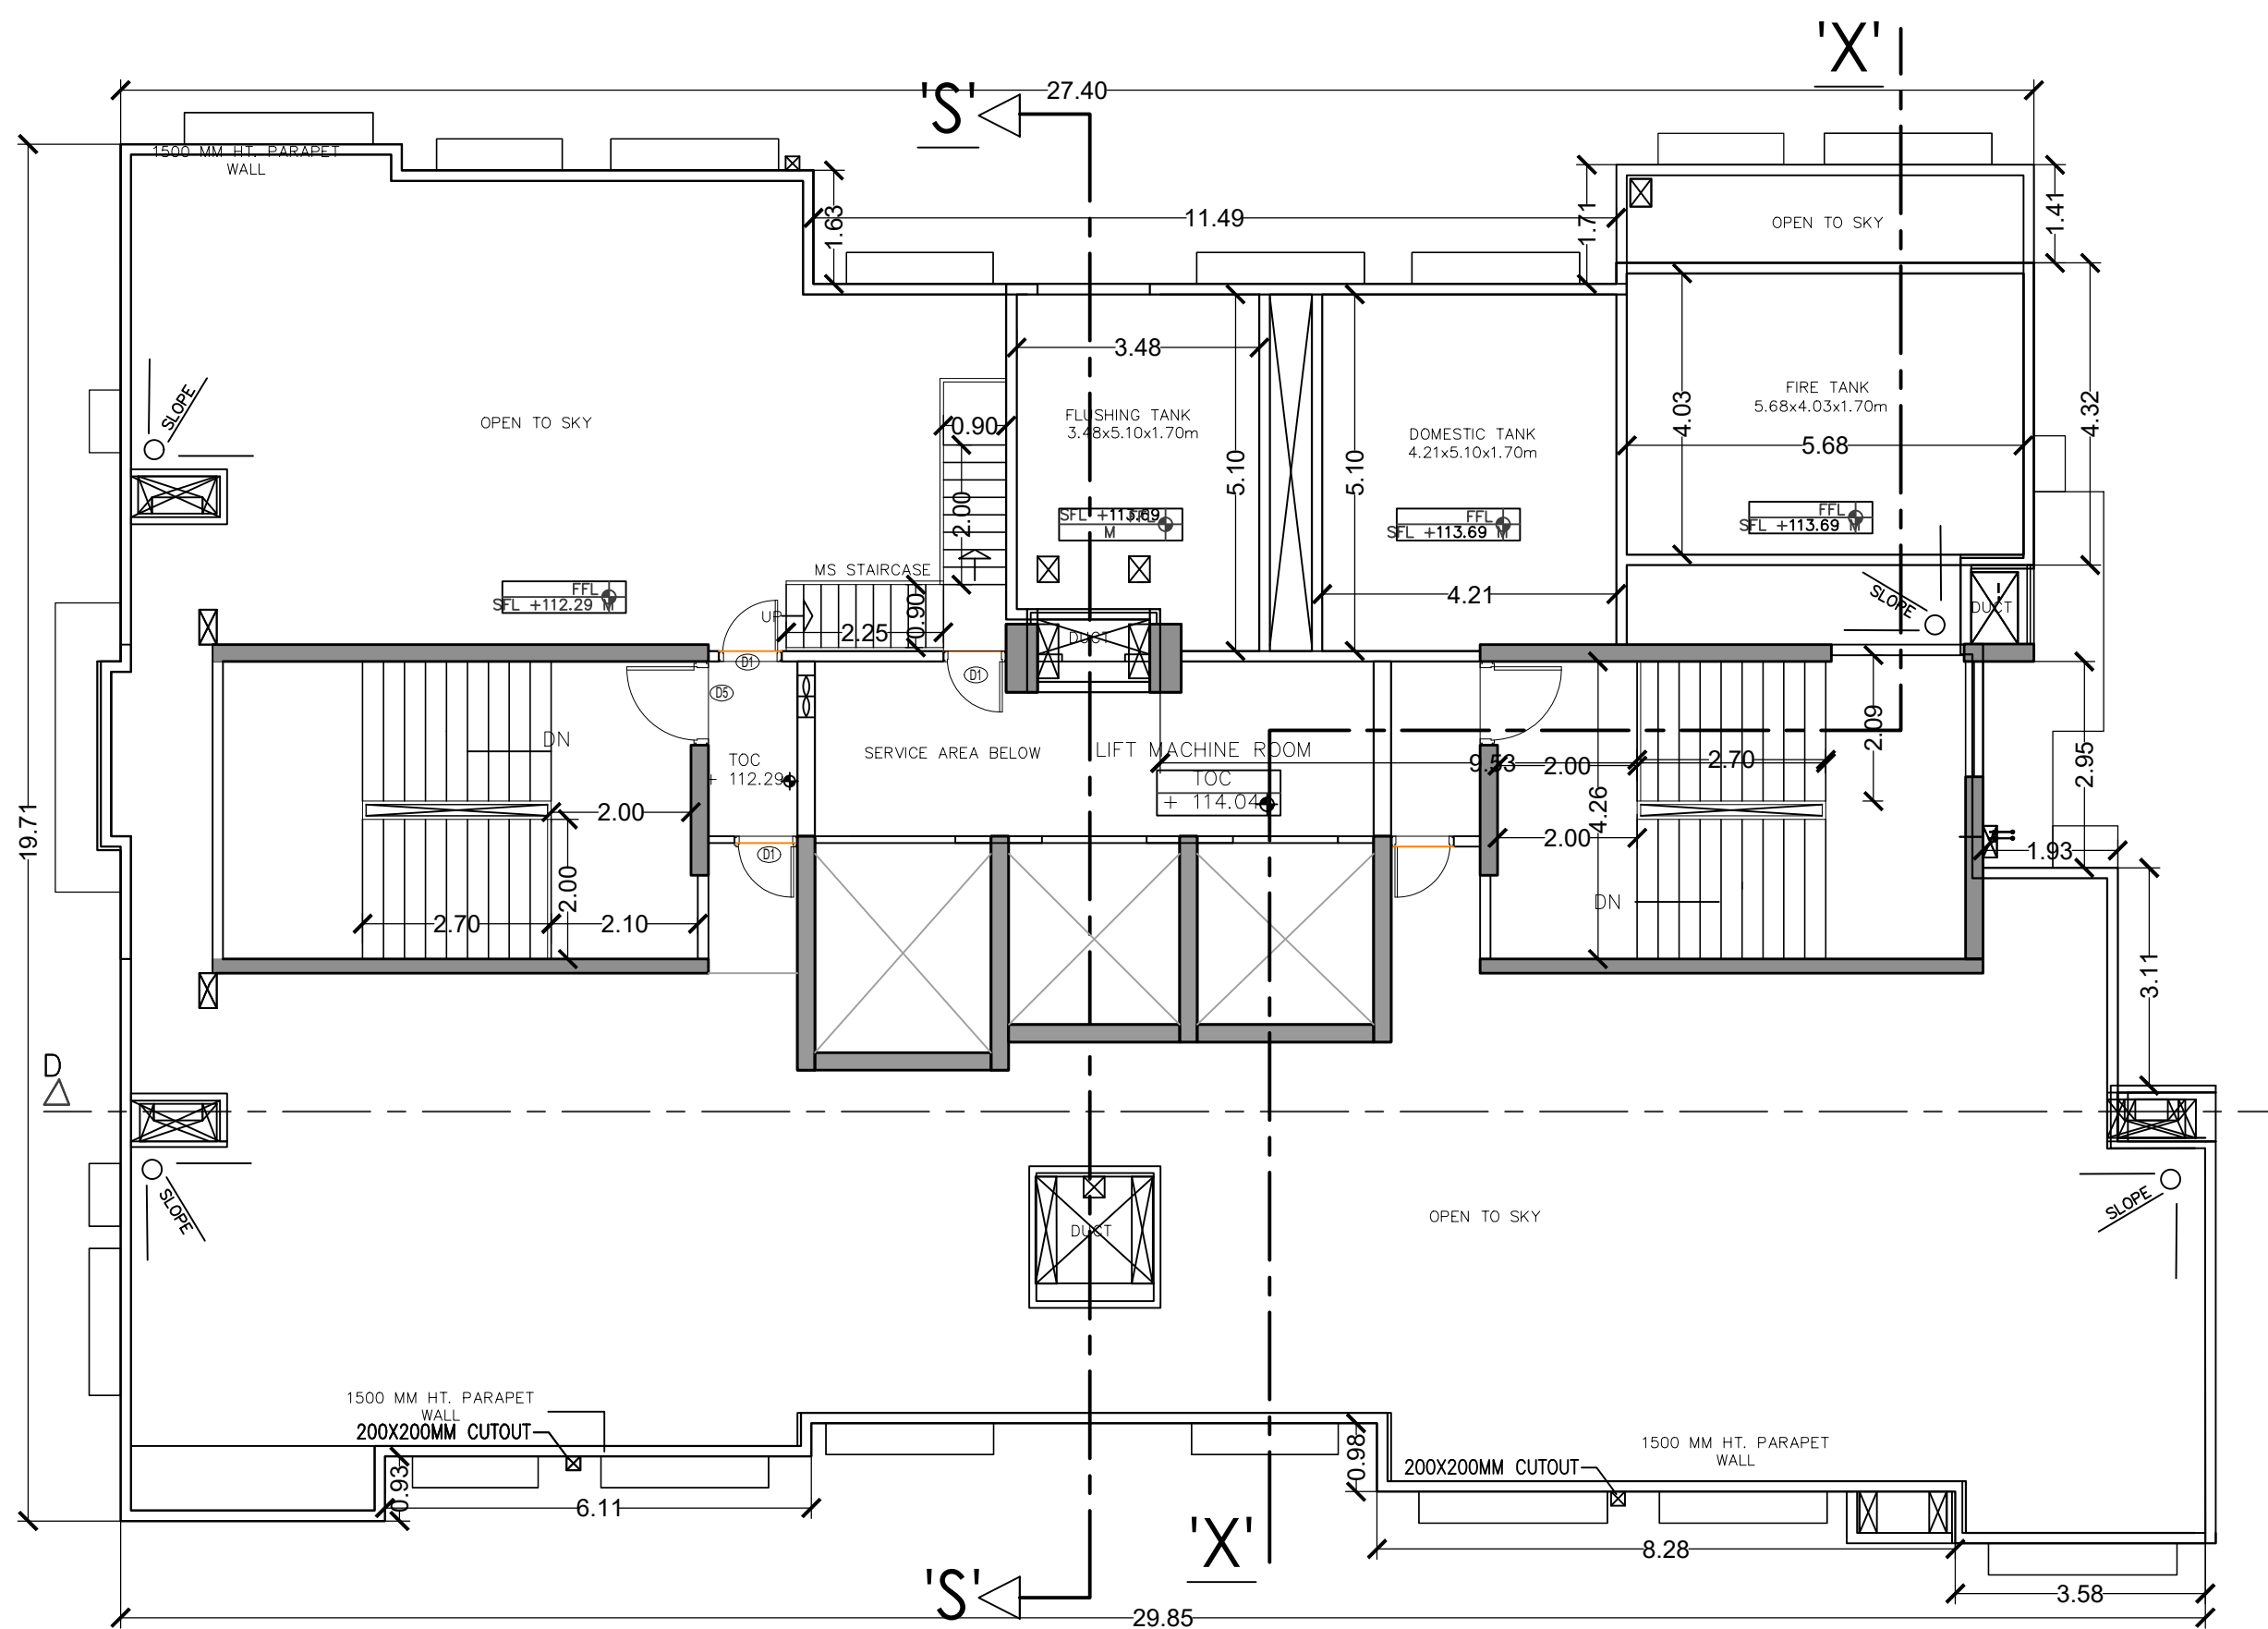 'X'
'S'
27.40
1500 MM HT. PARAPET
WALL
1.63
11.49
1.71
OPEN TO SKY
1.41
3.48
SLOPE
OPEN TO SKY
0.90
FLUSHING TANK
3.48x5.10x1.70m
5.10
5.10
DOMESTIC TANK
4.21x5.10x1.70m
4.03
FIRE TANK
5.68x4.03x1.70m
5.68
4.32
2.00
SFL +113.69
M
FFL
SFL +113.69 M
FFL
SFL +113.69 M
MS STAIRCASE
FFL
SFL +112.29 M
UP
2.25
0.90
4.21
SLOPE
DUCT
DUCT
D1
D5
D1
DN
TOC
+ 112.29
SERVICE AREA BELOW
LIFT MACHINE ROOM
TOC
+ 114.04
9.53
2.00
2.70
2.09
2.95
19.71
2.00
4.26
2.00
1.93
D1
2.00
2.70
2.10
DN
3.11
D
SLOPE
DUCT
OPEN TO SKY
SLOPE
1500 MM HT. PARAPET
WALL
200X200MM CUTOUT
0.93
6.11
0.98
1500 MM HT. PARAPET
WALL
200X200MM CUTOUT
'X'
8.28
'S'
3.58
29.85